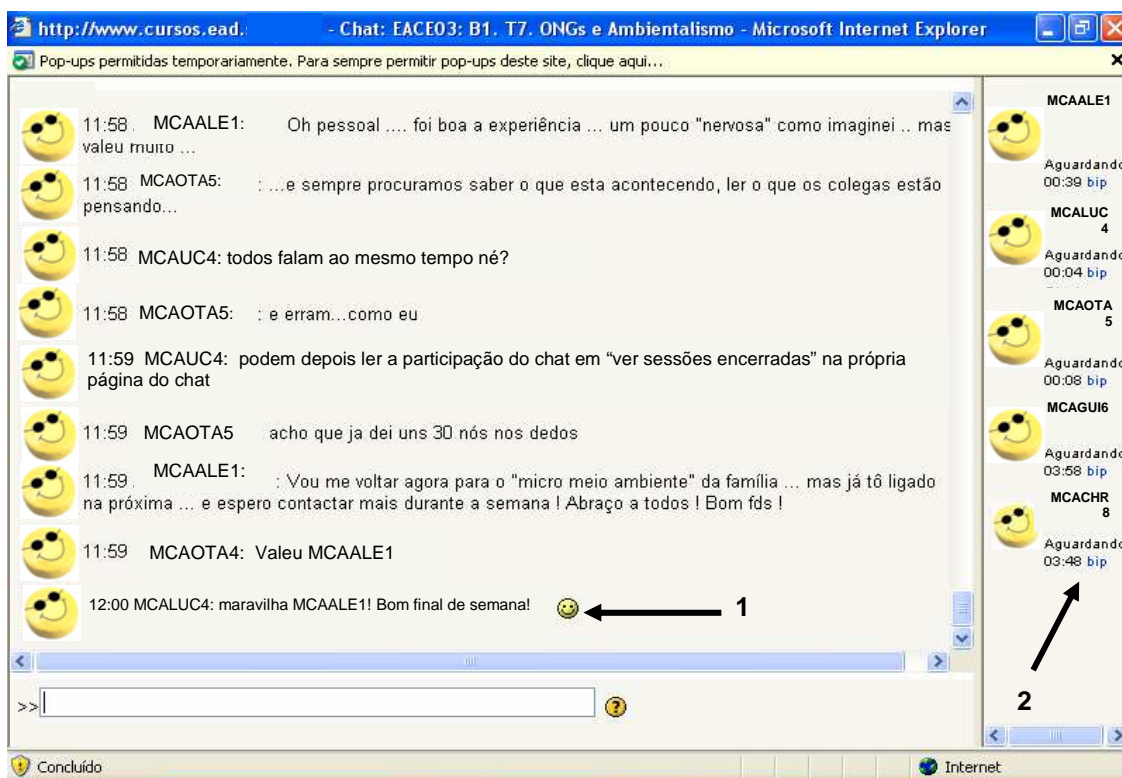 http://www.cursos.ead. - Chat: EACE03: B1. T7. ONGs e Ambientalismo - Microsoft Internet Explorer
Pop-ups permitidas temporariamente. Para sempre permitir pop-ups deste site, clique aqui...
11:58 MCAALE1: Oh pessoal .... foi boa a experiência ... um pouco "nervosa" como imaginei .. mas
valeu muito ...
11:58 MCAOTA5: : ...e sempre procuramos saber o que esta acontecendo, ler o que os colegas estão
pensando...
11:58 MCAUC4: todos falam ao mesmo tempo né?
11:58 MCAOTA5: : e erram...como eu
11:59 MCAUC4: podem depois ler a participação do chat em “ver sessões encerradas” na própria
página do chat
11:59 MCAOTA5 acho que ja dei uns 30 nós nos dedos
11:59 MCAALE1: : Vou me voltar agora para o "micro meio ambiente" da família ... mas já tô ligado
na próxima ... e espero contactar mais durante a semana ! Abraço a todos ! Bom fds !
11:59 MCAOTA4: Valeu MCAALE1
12:00 MCALUC4: maravilha MCAALE1! Bom final de semana!
1
>>
Concluído
MCAALE1
Aguardando
00:39 bip
MCALUC
4
Aguardando
00:04 bip
MCAOTA
5
Aguardando
00:08 bip
MCAGUI6
Aguardando
03:58 bip
MCACHR
8
Aguardando
03:48 bip
2
Internet